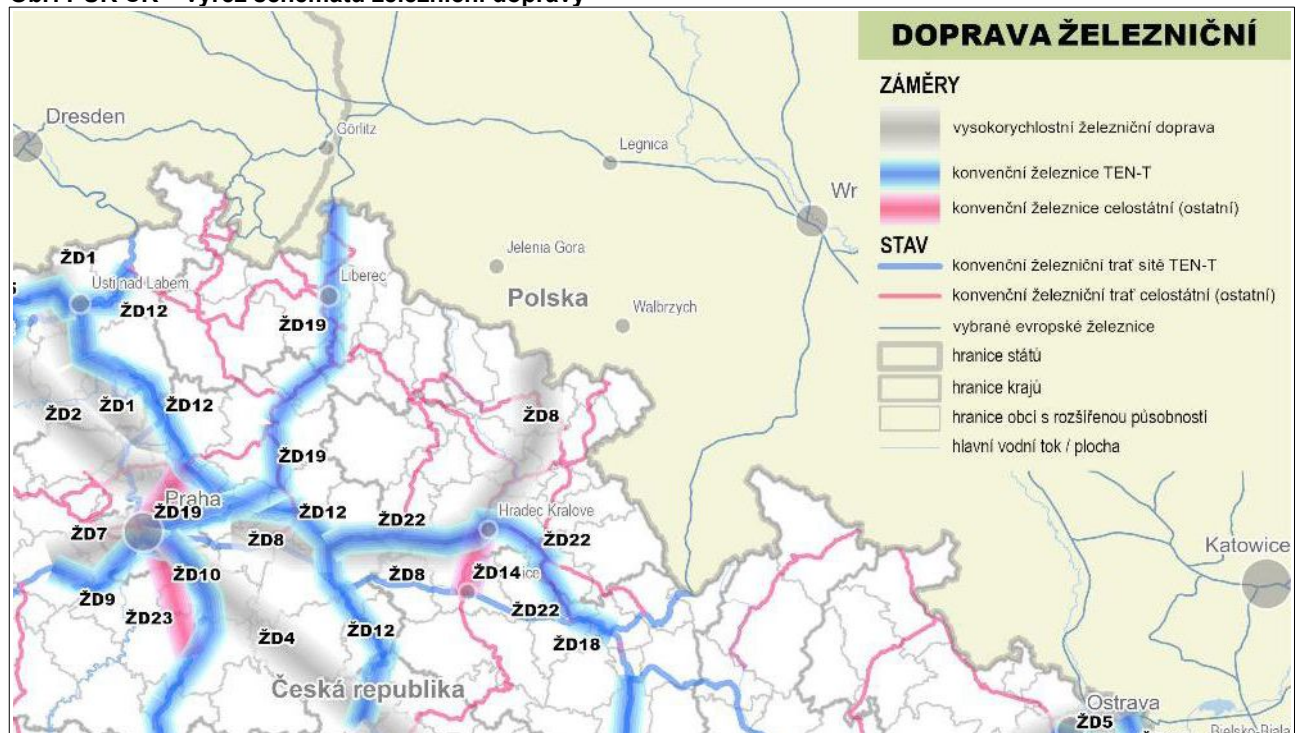 DOPRAVA ŽELEZNIČNÍ
ZÁMĚRY
vysokorychlostní železniční doprava
konvenční železnice TEN-T
konvenční železnice celostátní (ostatní)
STAV
konvenční železniční trať sítě TEN-T
konvenční železniční trať celostátní (ostatní)
vybrané evropské železnice
hranice států
hranice krajů
hranice obcí s rozšířenou působností
hlavní vodní tok / plocha
Dresden
Görlitz
Legnica
Wr
Jelenia Gora
Polska
Walbrzych
ŽD1
Ústí nad Labem
ŽD12
Liberec
ŽD19
ŽD2
ŽD1
ŽD12
ŽD8
ŽD19
Praha
ŽD19
ŽD12
ŽD22
Hradec Kralove
ŽD22
ŽD7
ŽD8
Katowice
ŽD9
ŽD10
ŽD8
ŽD14
ice
ŽD22
ŽD23
ŽD4
ŽD12
ŽD18
Česká republika
Ostrava
ŽD5
Bielsko-Biala